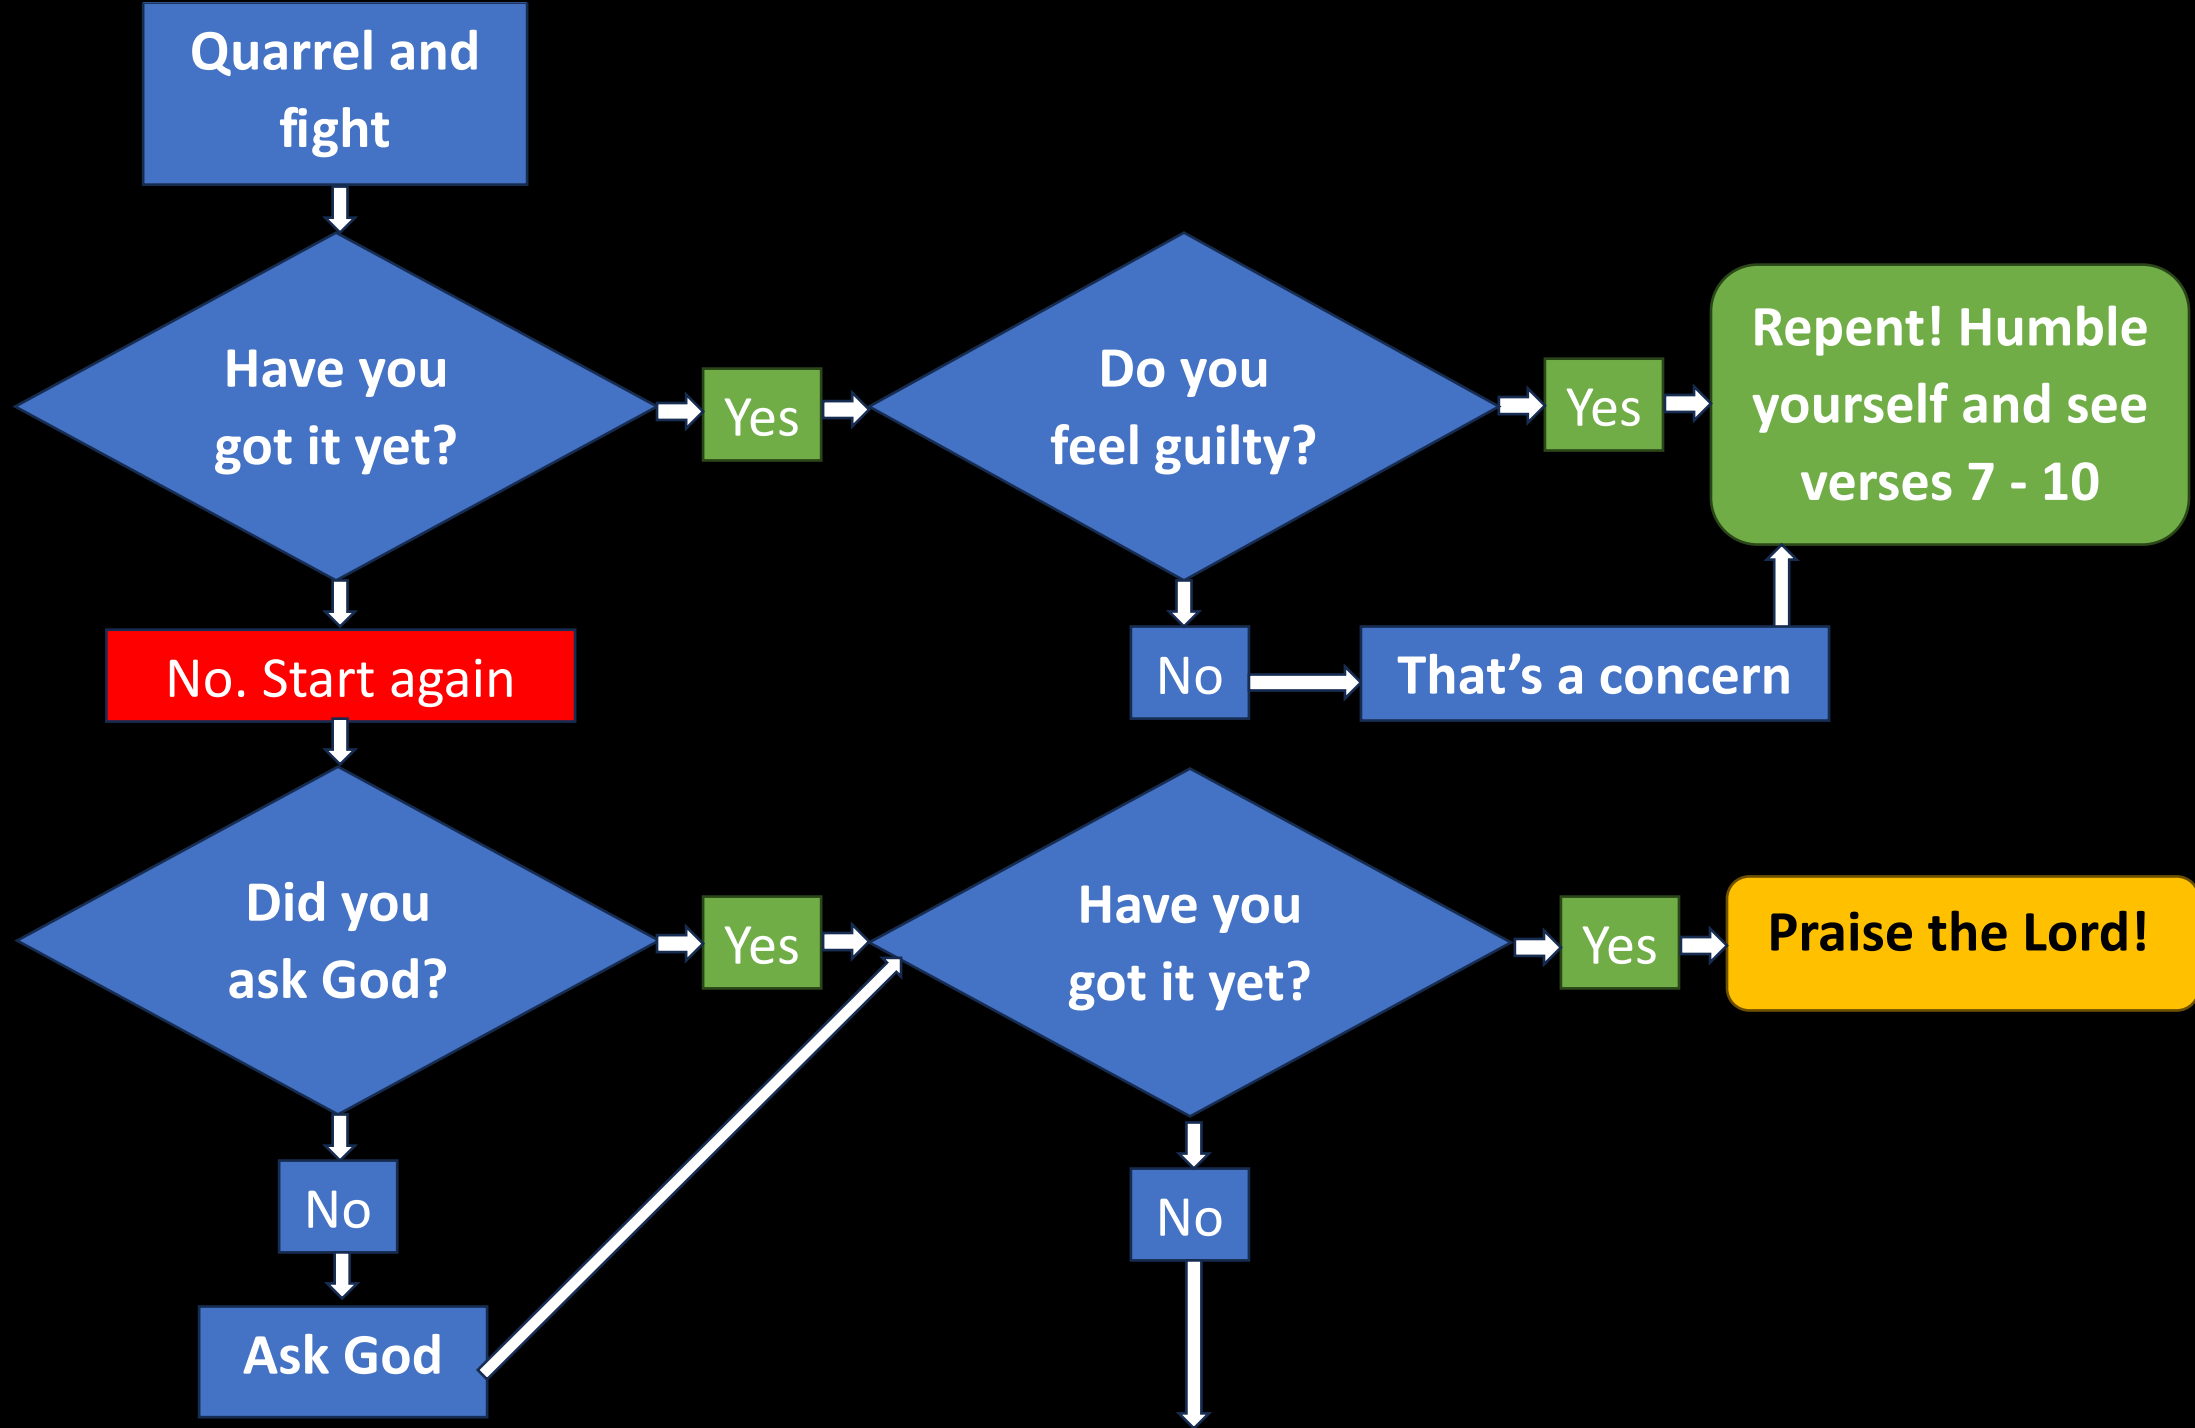 Quarrel and
fight
Have you
got it yet?
Yes
Do you
feel guilty?
Yes
Repent! Humble
yourself and see
verses 7 - 10
No. Start again
No
That’s a concern
Did you
ask God?
Yes
Have you
got it yet?
Yes
Praise the Lord!
No
No
Ask God